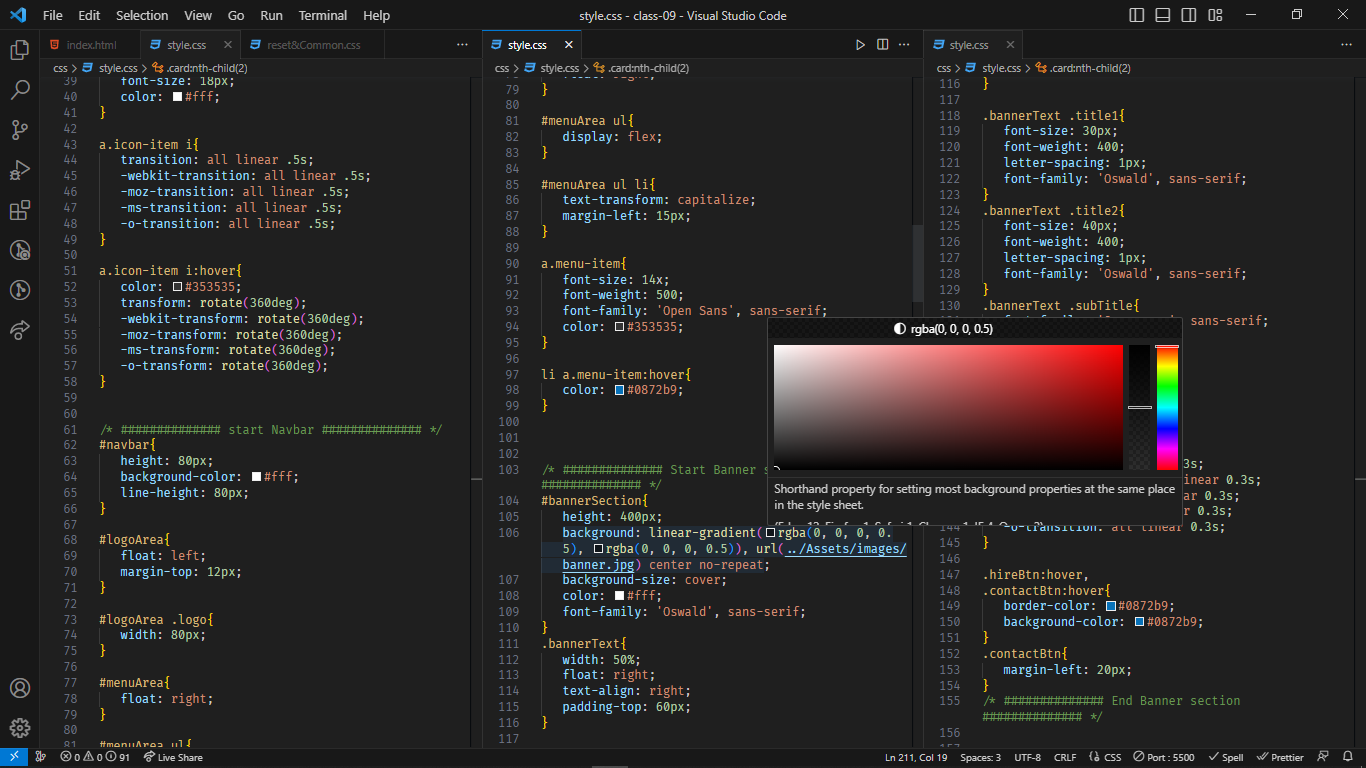 File Edit Selection View Go Run Terminal Help
style.css - class-09 - Visual Studio Code
index.html
style.css
reset&Common.css
css > style.css > .card:nth-child(2)
39 font-size: 18px;
40 color: #fff;
41 }
42
43 a.icon-item i{
44 transition: all linear .5s;
45 -webkit-transition: all linear .5s;
46 -moz-transition: all linear .5s;
47 -ms-transition: all linear .5s;
48 -o-transition: all linear .5s;
49 }
50
51 a.icon-item i:hover{
52 color: #353535;
53 transform: rotate(360deg);
54 -webkit-transform: rotate(360deg);
55 -moz-transform: rotate(360deg);
56 -ms-transform: rotate(360deg);
57 -o-transform: rotate(360deg);
58 }
59
60
61 /* ############## start Navbar ############## */
62 #navbar{
63 height: 80px;
64 background-color: #fff;
65 line-height: 80px;
66 }
67
68 #logoArea{
69 float: left;
70 margin-top: 12px;
71 }
72
73 #logoArea .logo{
74 width: 80px;
75 }
76
77 #menuArea{
78 float: right;
79 }
80
81 #menuArea ul{
style.css
css > style.css > .card:nth-child(2)
79 }
80
81 #menuArea ul{
82 display: flex;
83 }
84
85 #menuArea ul li{
86 text-transform: capitalize;
87 margin-left: 15px;
88 }
89
90 a.menu-item{
91 font-size: 14x;
92 font-weight: 500;
93 font-family: 'Open Sans', sans-serif;
94 color: #353535;
95 }
96
97 li a.menu-item:hover{
98 color: #0872b9;
99 }
100
101
102
103 /* ############## Start Banner s
############## */
104 #bannerSection{
105 height: 400px;
106 background: linear-gradient(rgba(0, 0, 0, 0.
5), rgba(0, 0, 0, 0.5)), url(../Assets/images/
banner.jpg) center no-repeat;
107 background-size: cover;
108 color: #fff;
109 font-family: 'Oswald', sans-serif;
110 }
111 .bannerText{
112 width: 50%;
113 float: right;
114 text-align: right;
115 padding-top: 60px;
116 }
117
rgba(0, 0, 0, 0.5)
Shorthand property for setting most background properties at the same place
in the style sheet.
style.css
css > style.css > .card:nth-child(2)
116 }
117
118 .bannerText .title1{
119 font-size: 30px;
120 font-weight: 400;
121 letter-spacing: 1px;
122 font-family: 'Oswald', sans-serif;
123 }
124 .bannerText .title2{
125 font-size: 40px;
126 font-weight: 400;
127 letter-spacing: 1px;
128 font-family: 'Oswald', sans-serif;
129 }
130 .bannerText .subTitle{
sans-serif;
3s;
inear 0.3s;
ar 0.3s;
r 0.3s;
144 -o-transition: all linear 0.3s;
145 }
146
147 .hireBtn:hover,
148 .contactBtn:hover{
149 border-color: #0872b9;
150 background-color: #0872b9;
151 }
152 .contactBtn{
153 margin-left: 20px;
154 }
155 /* ############## End Banner section
############## */
156
0 0 91 Live Share
Ln 211, Col 19 Spaces: 3 UTF-8 CRLF CSS Port : 5500 Spell Prettier